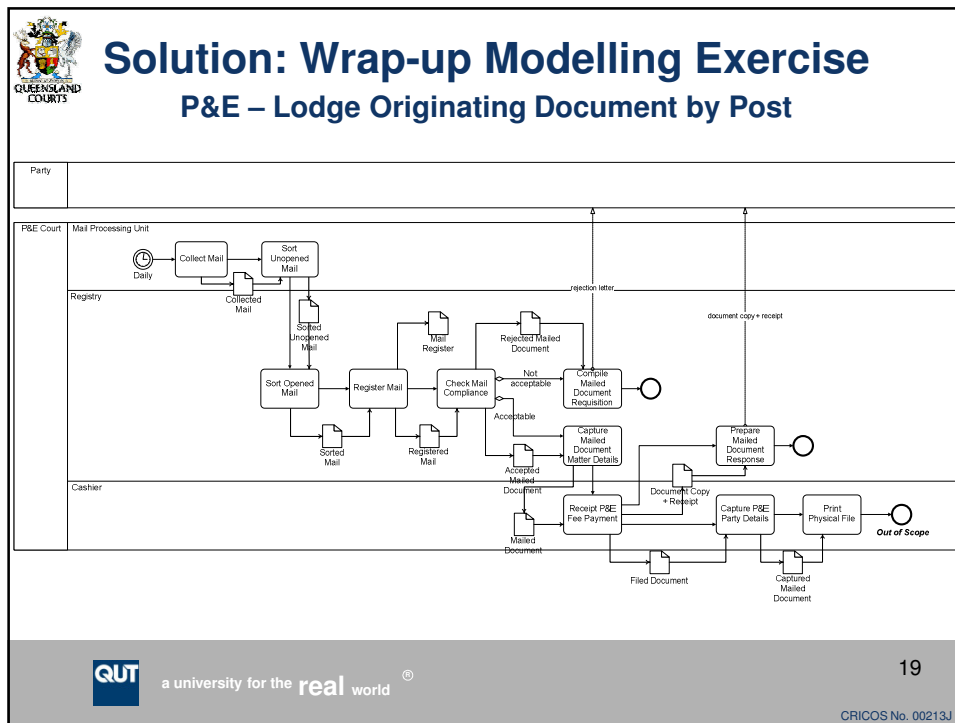 QUEENSLAND
COURTS
Solution: Wrap-up Modelling Exercise
P&E – Lodge Originating Document by Post
Party
P&E Court
Mail Processing Unit
Daily
Collect Mail
Sort
Unopened
Mail
Collected
Mail
Registry
Sorted
Unopened
Mail
Mail
Register
Rejected Mailed
Document
rejection letter
document copy + receipt
Sort Opened
Mail
Register Mail
Check Mail
Compliance
Not
acceptable
Acceptable
Compile
Mailed
Document
Requisition
Sorted
Mail
Registered
Mail
Accepted
Mailed
Document
Capture
Mailed
Document
Matter Details
Prepare
Mailed
Document
Response
Cashier
Mailed
Document
Receipt P&E
Fee Payment
Document Copy
+ Receipt
Capture P&E
Party Details
Print
Physical File
Out of Scope
Filed Document
Captured
Mailed
Document
QUT
a university for the real world ®
19
CRICOS No. 00213J